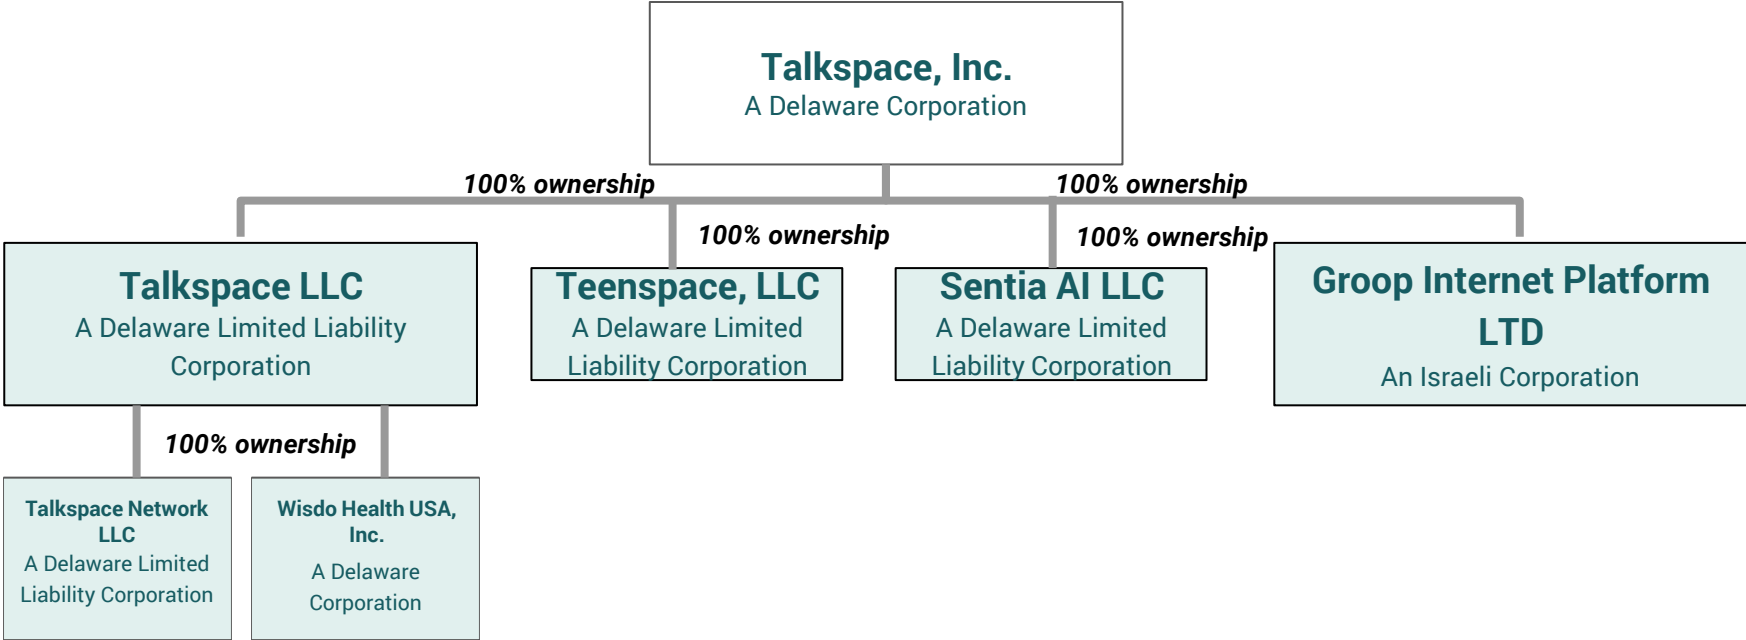 Talkspace, Inc.
A Delaware Corporation
100% ownership
100% ownership
100% ownership
100% ownership
Talkspace LLC
A Delaware Limited Liability
Corporation
Teenspace, LLC
A Delaware Limited
Liability Corporation
Sentia AI LLC
A Delaware Limited
Liability Corporation
Groop Internet Platform
LTD
An Israeli Corporation
100% ownership
Talkspace Network
LLC
A Delaware Limited
Liability Corporation
Wisdo Health USA,
Inc.
A Delaware
Corporation